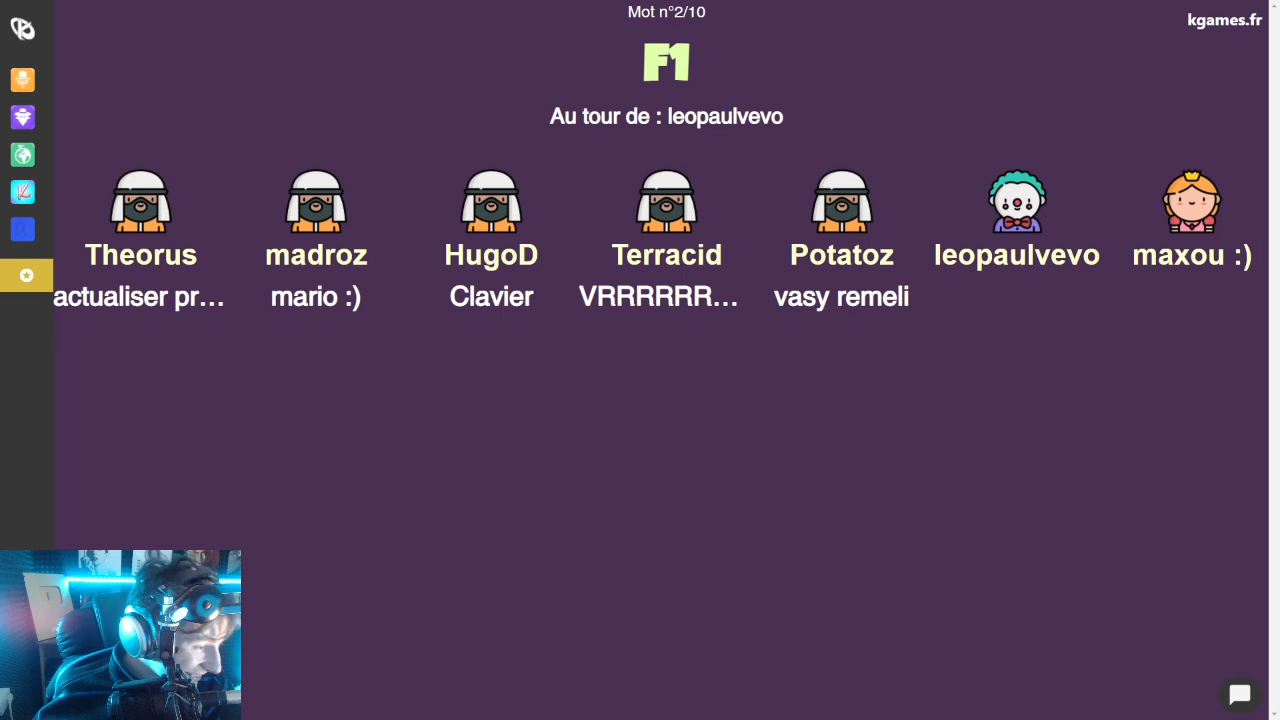 Mot n°2/10
kgames.fr
F1
Au tour de : leopaulvevo
Theorus
madroz
HugoD
Terracid
Potatoz
leopaulvevo
maxou :)
actualiser pr…
mario :)
Clavier
VRRRRRR…
vasy remeli